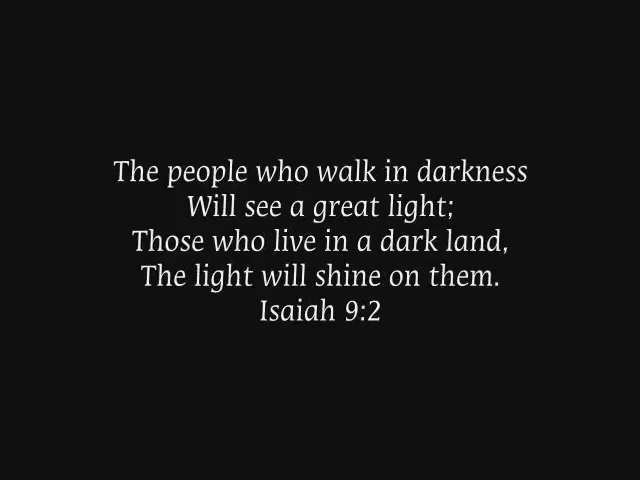 The people who walk in darkness
Will see a great light;
Those who live in a dark land,
The light will shine on them.
Isaiah 9:2